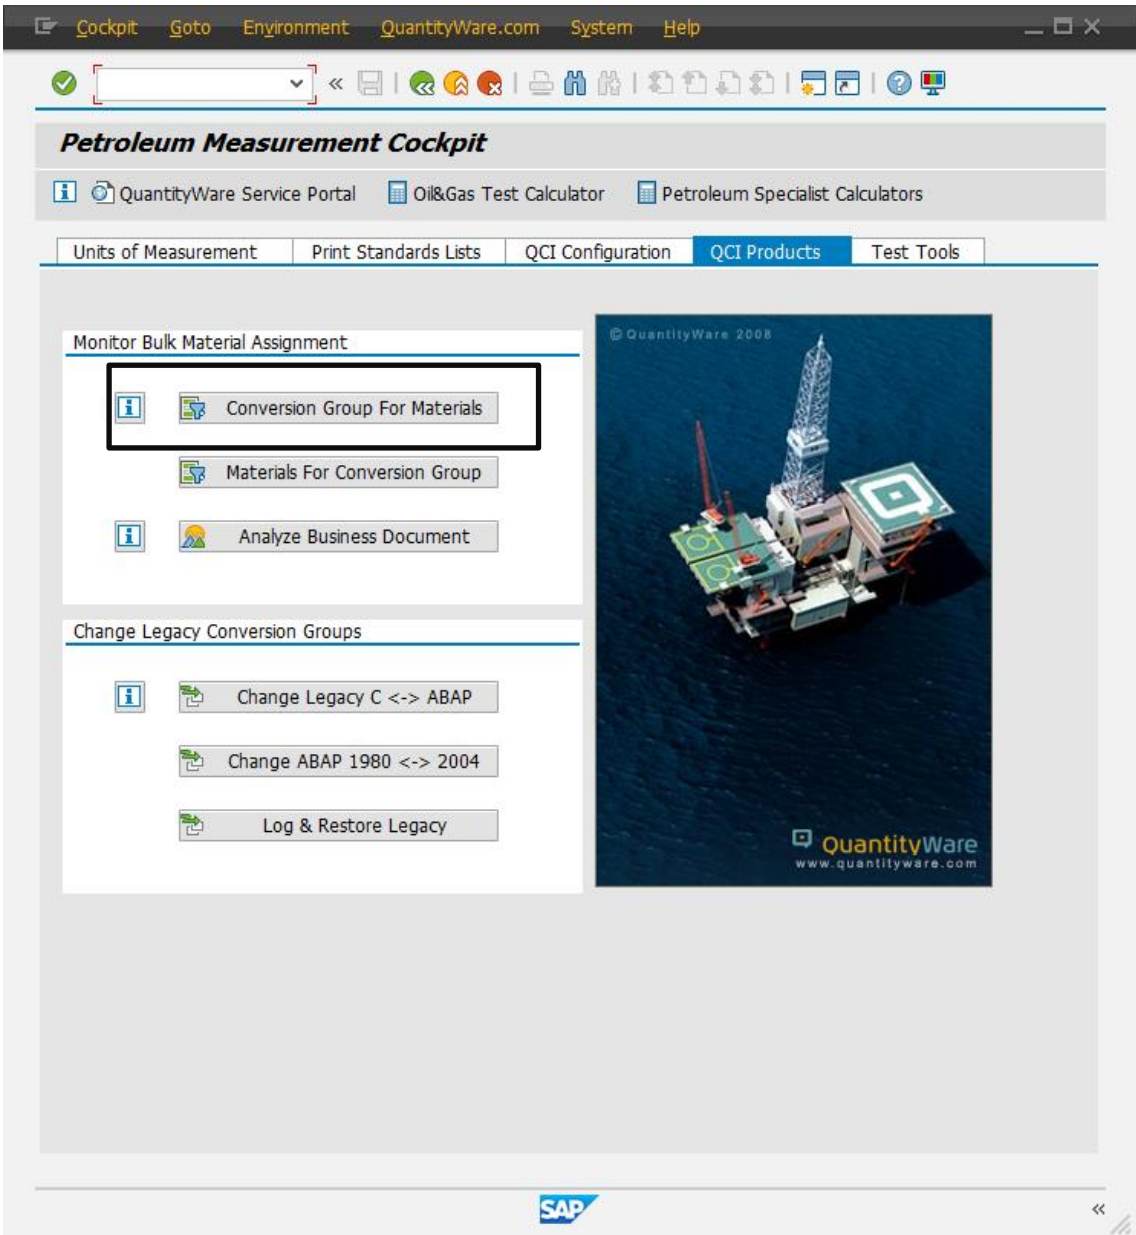 Cockpit Goto Environment QuantityWare.com System Help
Petroleum Measurement Cockpit
QuantityWare Service Portal Oil&Gas Test Calculator Petroleum Specialist Calculators
Units of Measurement Print Standards Lists QCI Configuration QCI Products Test Tools
Monitor Bulk Material Assignment
Conversion Group For Materials
Materials For Conversion Group
Analyze Business Document
Change Legacy Conversion Groups
Change Legacy C <-> ABAP
Change ABAP 1980 <-> 2004
Log & Restore Legacy
© QuantityWare 2008
QuantityWare
www.quantityware.com
SAP